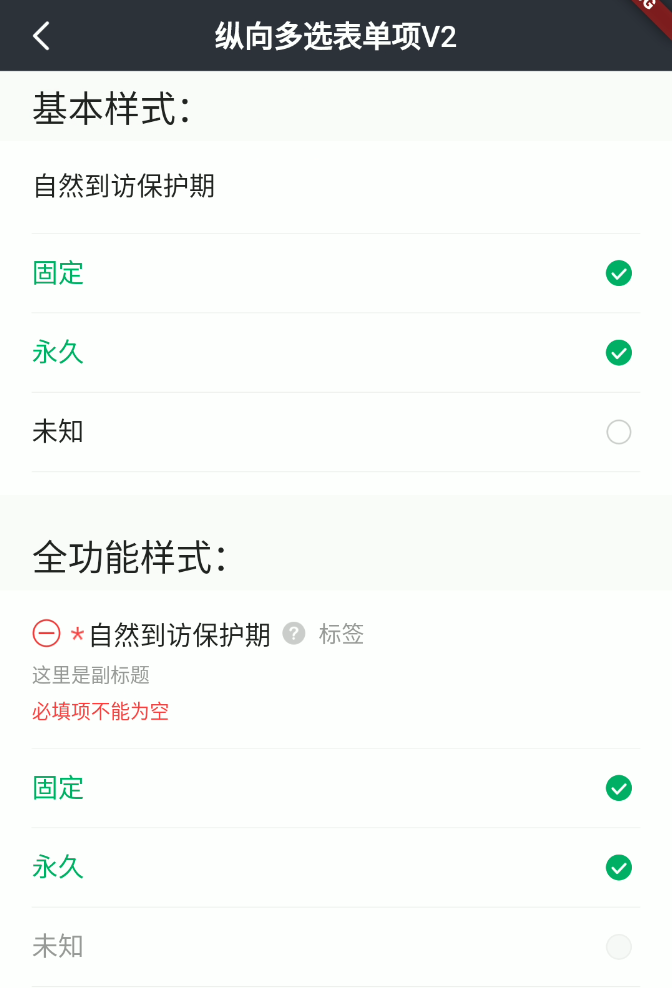 纵向多选表单项V2
基本样式：
自然到访保护期
固定
永久
未知
全功能样式：
*自然到访保护期 ? 标签
这里是副标题
必填项不能为空
固定
永久
未知